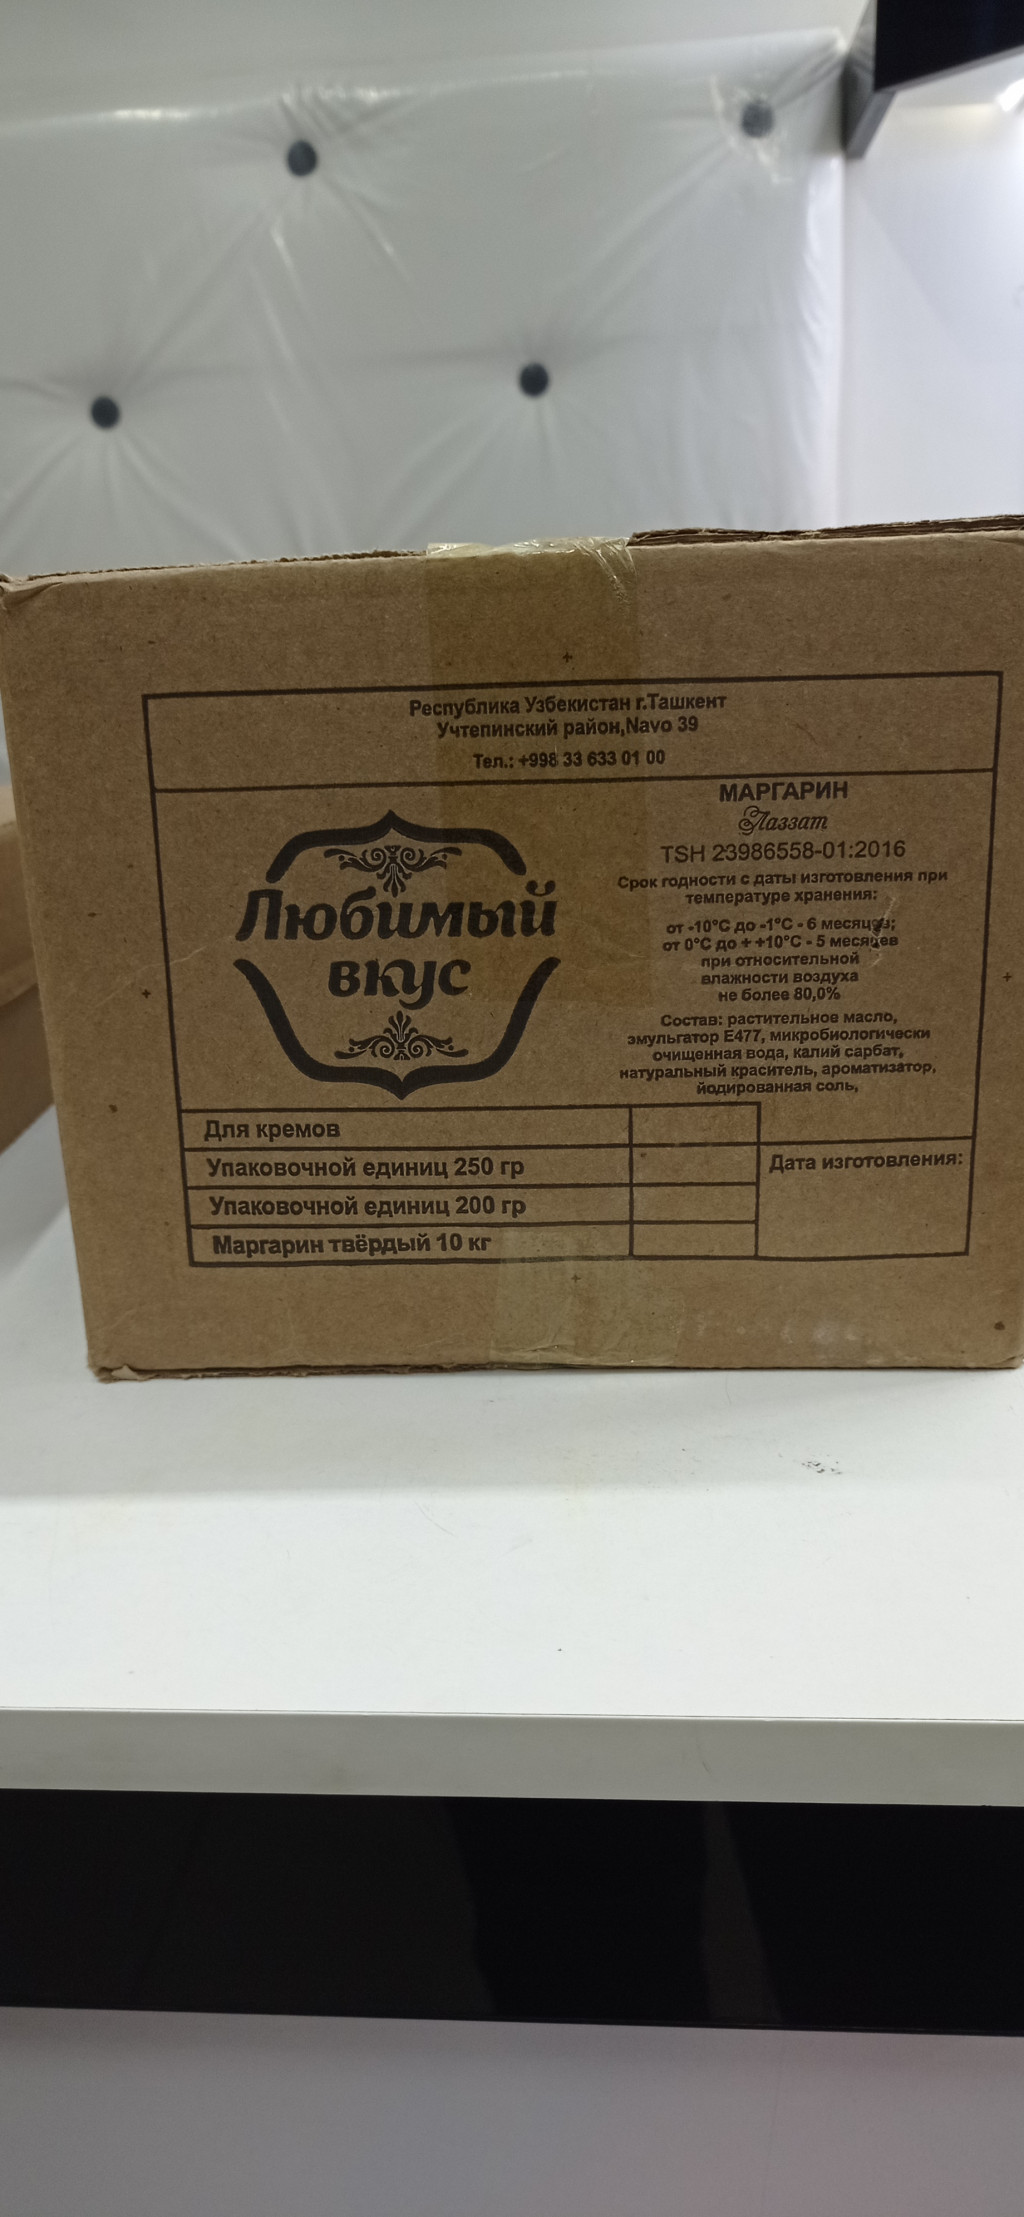 Республика Узбекистан г.Ташкент
Учтепинский район,Navo 39
Тел.: +998 33 633 01 00
Любимый
вкус
МАРГАРИН
Лаззат
TSH 23986558-01:2016
Срок годности с даты изготовления при
температуре хранения:
от -10°C до -1°C - 6 месяцев;
от 0°C до + +10°C - 5 месяцев
при относительной
влажности воздуха
не более 80,0%
Состав: растительное масло,
эмульгатор Е477, микробиологически
очищенная вода, калий сарбат,
натуральный краситель, ароматизатор,
йодированная соль,
Для кремов
Упаковочной единиц 250 гр
Упаковочной единиц 200 гр
Маргарин твёрдый 10 кг
Дата изготовления: